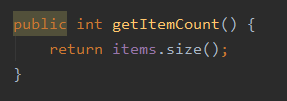 public int getItemCount() {
    return items.size();
}